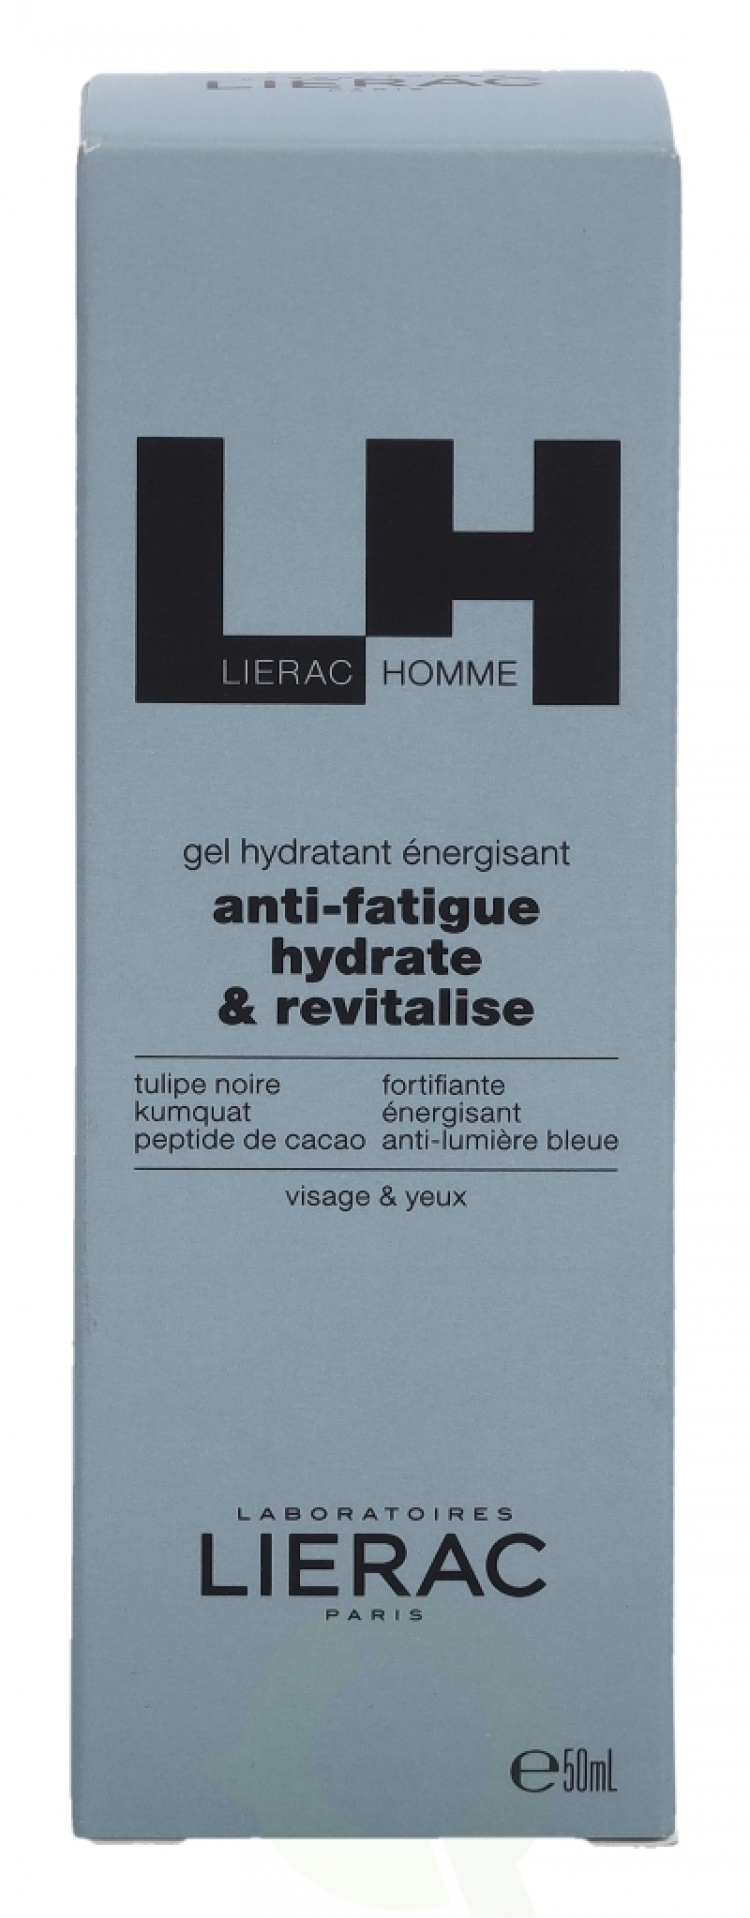 LIERAC
PARIS
LH
LIERAC HOMME
gel hydratant énergisant
anti-fatigue
hydrate
& revitalise
tulipe noire fortifiante
kumquat énergisant
peptide de cacao anti-lumière bleue
visage & yeux
LABORATOIRES
LIERAC
PARIS
e50mL